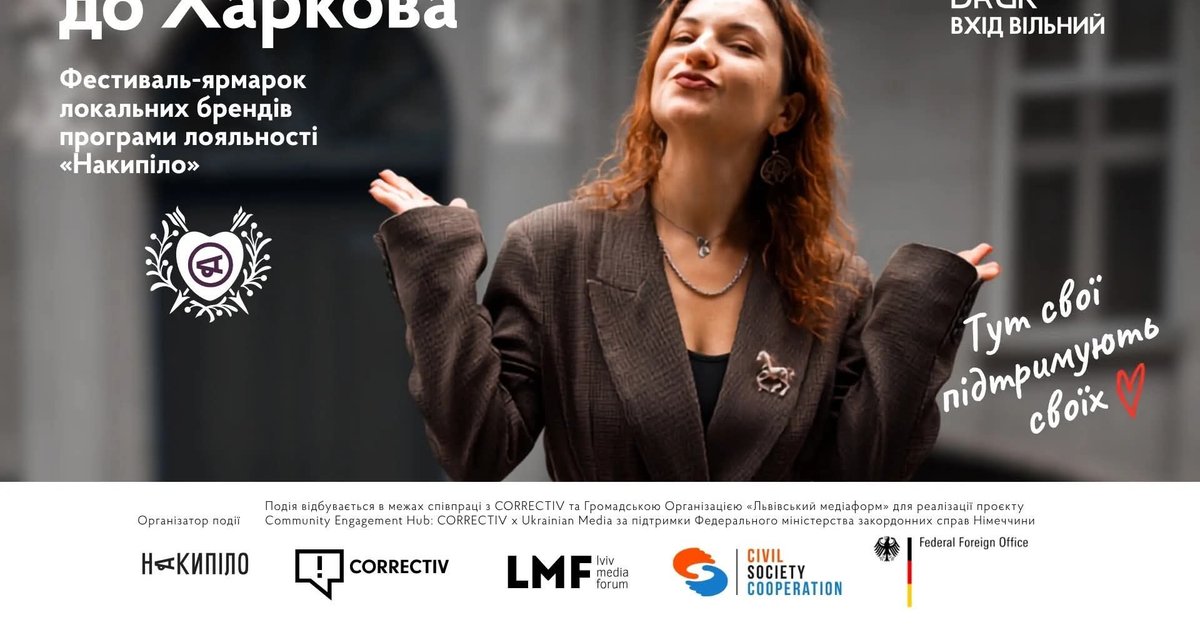 до Харкова
ВХІД ВІЛЬНИЙ
Фестиваль-ярмарок
локальних брендів
програми лояльності
«Накипіло»
Тут свої
підтримують
своїх
Подія відбувається в межах співпраці з CORRECTIV та Громадською Організацією «Львівський медіаформ» для реалізації проєкту
Організатор події
Community Engagement Hub: CORRECTIV x Ukrainian Media за підтримки Федерального міністерства закордонних справ Німеччини
НАКИПІЛО
CORRECTIV
LMF lviv
media
forum
CIVIL
SOCIETY
COOPERATION
Federal Foreign Office